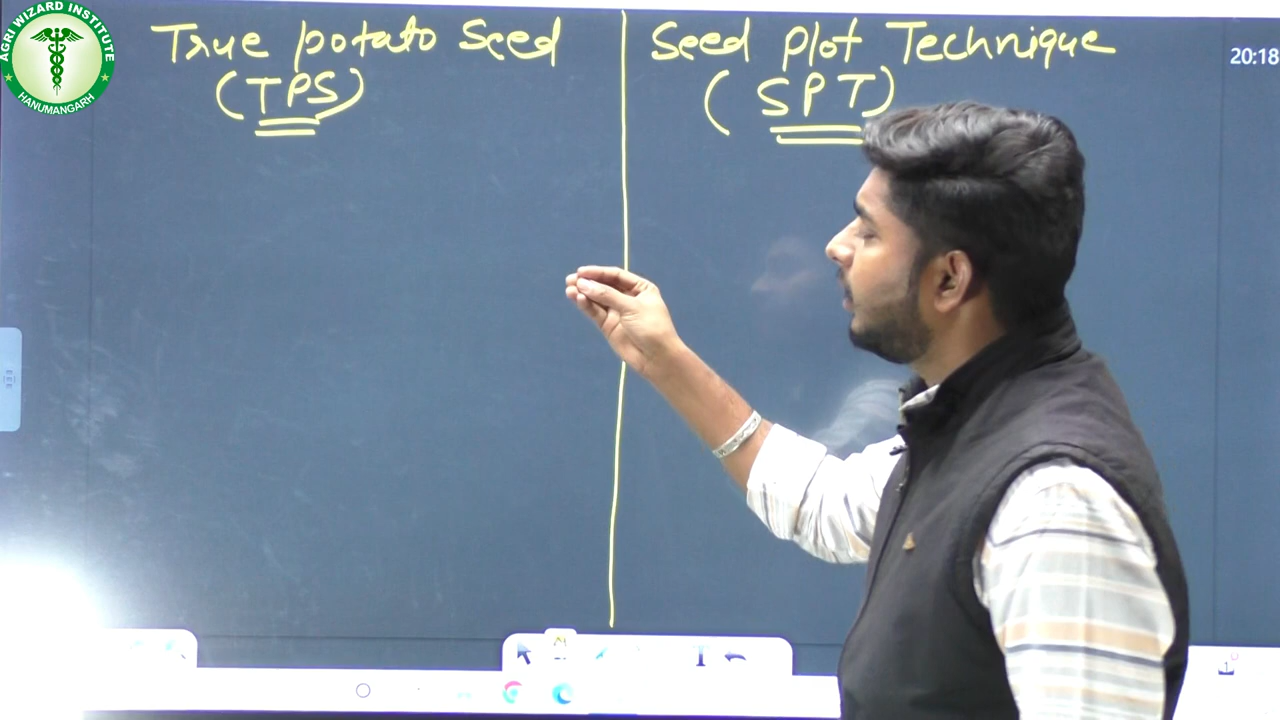 AGRI WIZARD INSTITUTE
HANUMANGARH
True potato Seed
(TPS)
Seed Plot Technique
(SPT)
20:18